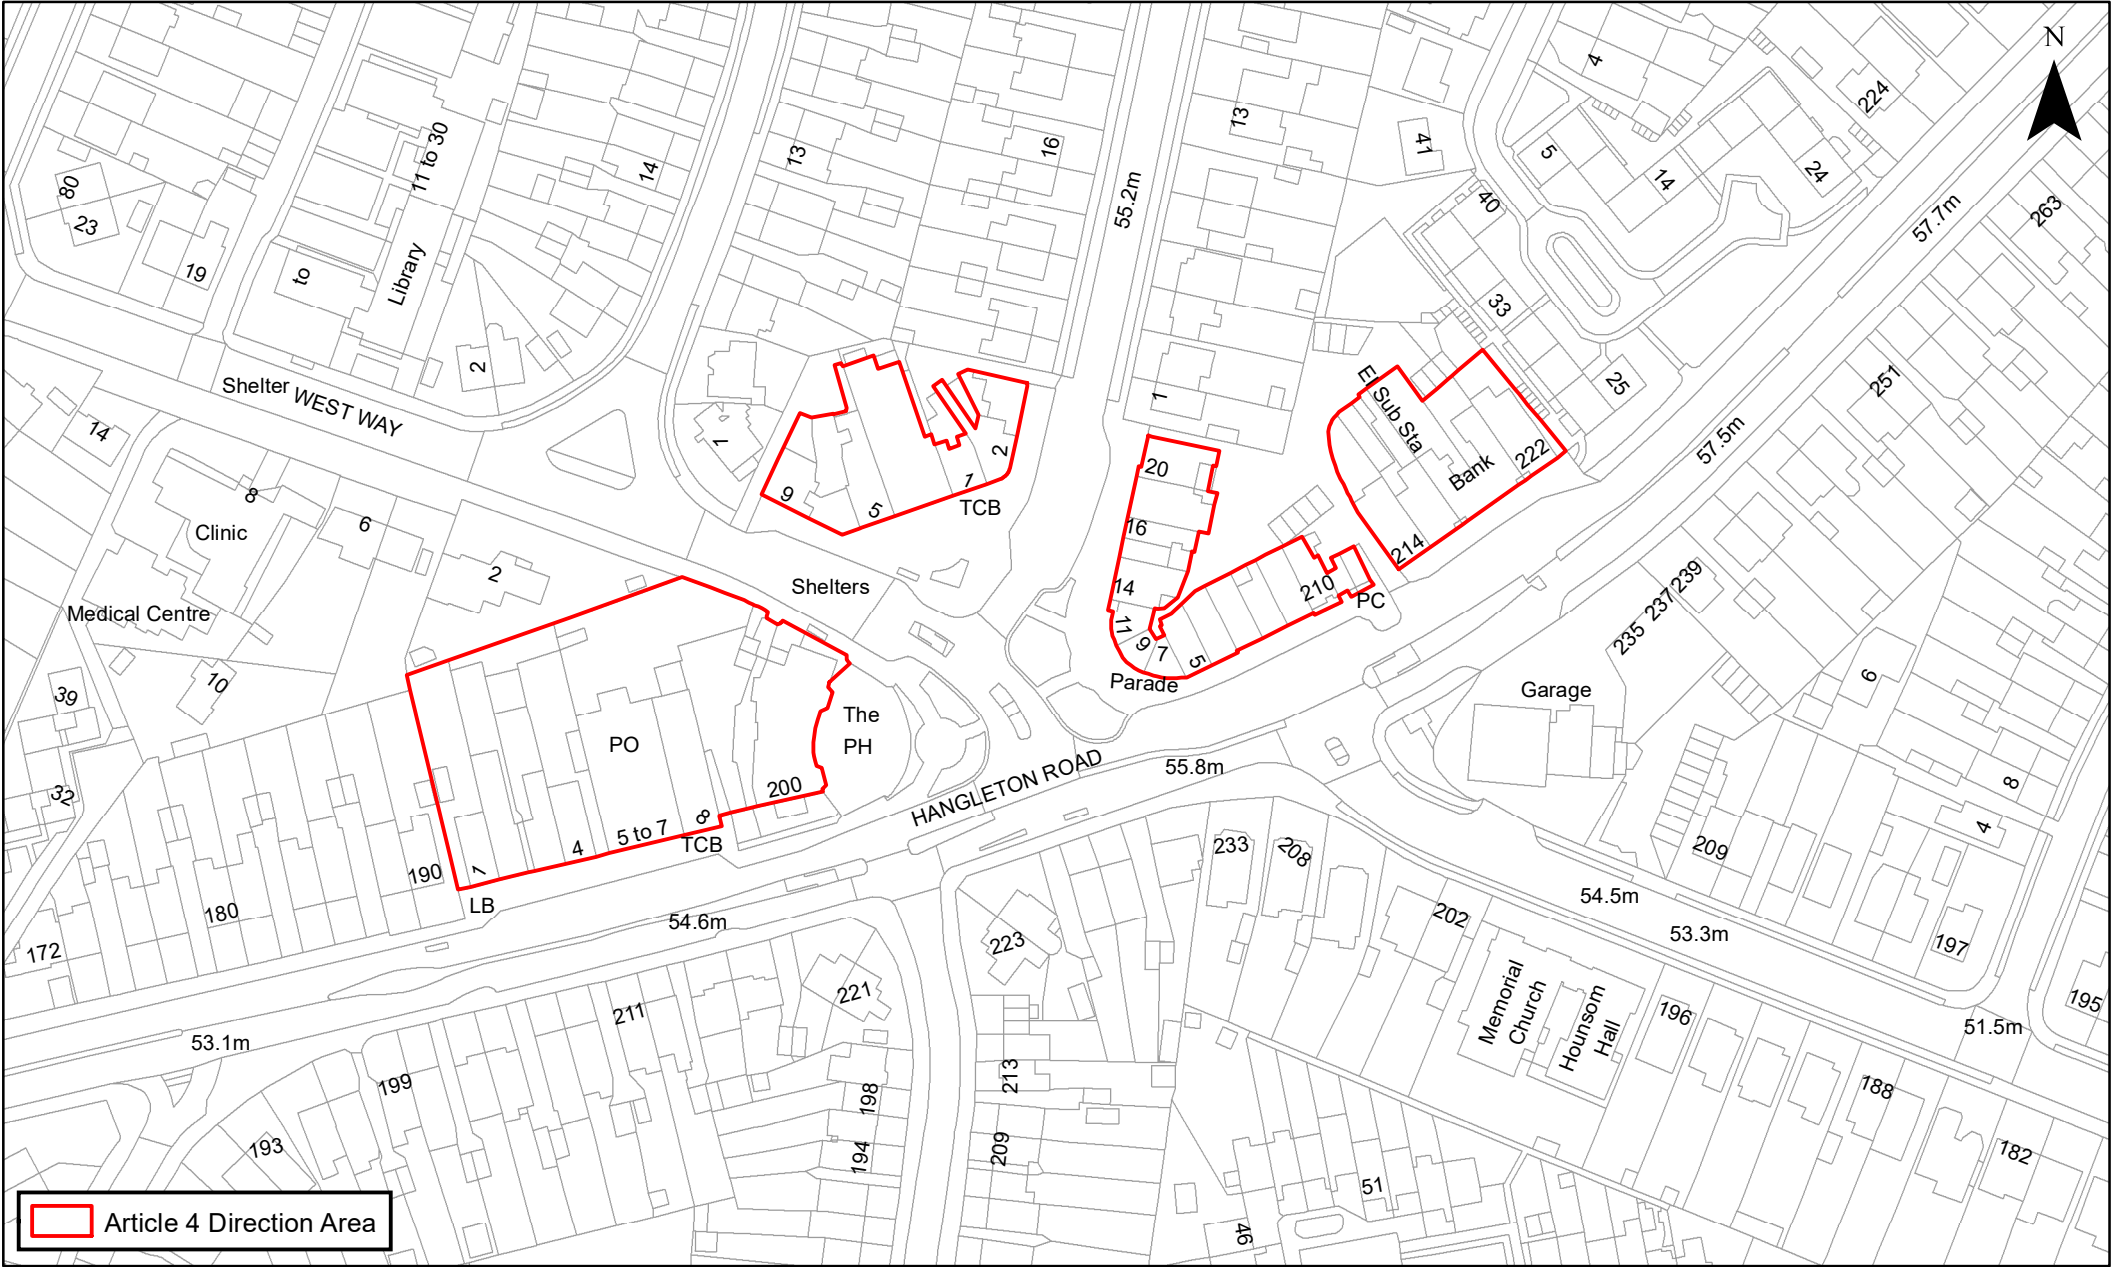 N
4
224
13
41
13
16
11 to 30
14
5
14
24
80
23
40
263
55.2m
57.7m
19
to
Library
33
2
Shelter
WEST WAY
1
25
251
El Sub Sta
14
7
2
57.5m
222
Bank
20
9
1
5
TCB
8
Clinic
6
16
214
2
14
210
PC
239
237
235
Shelters
Medical Centre
11
9
7
5
Parade
10
39
6
Garage
The
PH
PO
HANGLETON ROAD
55.8m
32
200
8
5 to 7
4
TCB
1
190
LB
8
4
209
233
208
180
172
54.6m
54.5m
202
53.3m
223
197
221
211
Memorial
Church
Hounsom
Hall
196
195
51.5m
53.1m
199
198
213
188
193
194
209
182
51
46
Article 4 Direction Area